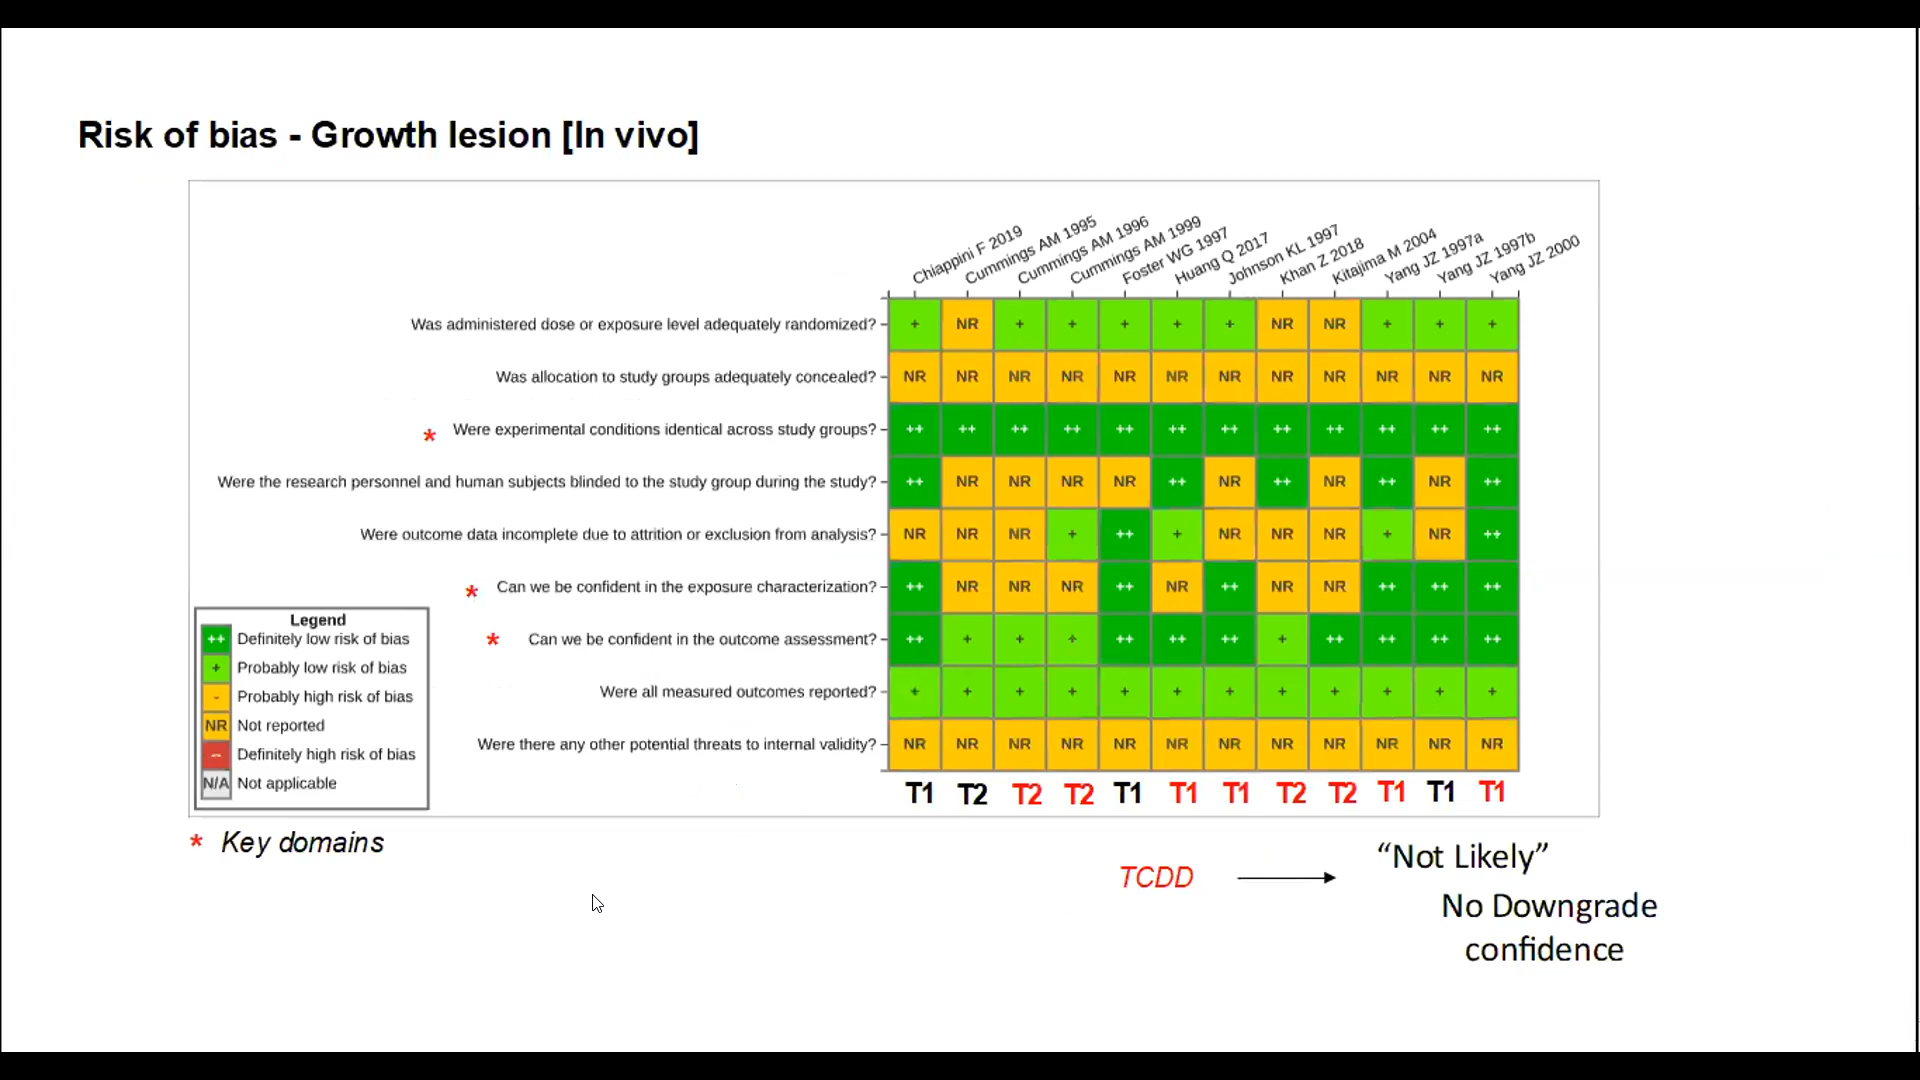 Risk of bias - Growth lesion [In vivo]
Chiappini F 2019
Cummings AM 1995
Cummings AM 1996
Cummings AM 1999
Foster WG 1997
Huang Q 2017
Johnson KL 1997
Khan Z 2018
Kitajima M 2004
Yang JZ 1997a
Yang JZ 1997b
Yang JZ 2000
Was administered dose or exposure level adequately randomized? + NR + + + + + NR NR + + +
Was allocation to study groups adequately concealed? NR NR NR NR NR NR NR NR NR NR NR NR
* Were experimental conditions identical across study groups? ++ ++ ++ ++ ++ ++ ++ ++ ++ ++ ++ ++
Were the research personnel and human subjects blinded to the study group during the study? ++ NR NR NR NR ++ NR ++ NR ++ NR ++
Were outcome data incomplete due to attrition or exclusion from analysis? NR NR NR + ++ + NR NR NR + NR ++
* Can we be confident in the exposure characterization? ++ NR NR NR ++ NR ++ NR NR ++ ++ ++
* Can we be confident in the outcome assessment? ++ + + + ++ ++ ++ + ++ ++ ++ ++
Were all measured outcomes reported? + + + + + + + + + + + +
Were there any other potential threats to internal validity? NR NR NR NR NR NR NR NR NR NR NR NR
T1 T2 T2 T2 T1 T1 T1 T2 T2 T1 T1 T1
Legend
++ Definitely low risk of bias
+ Probably low risk of bias
- Probably high risk of bias
NR Not reported
-- Definitely high risk of bias
N/A Not applicable
* Key domains
TCDD
“Not Likely”
No Downgrade
confidence